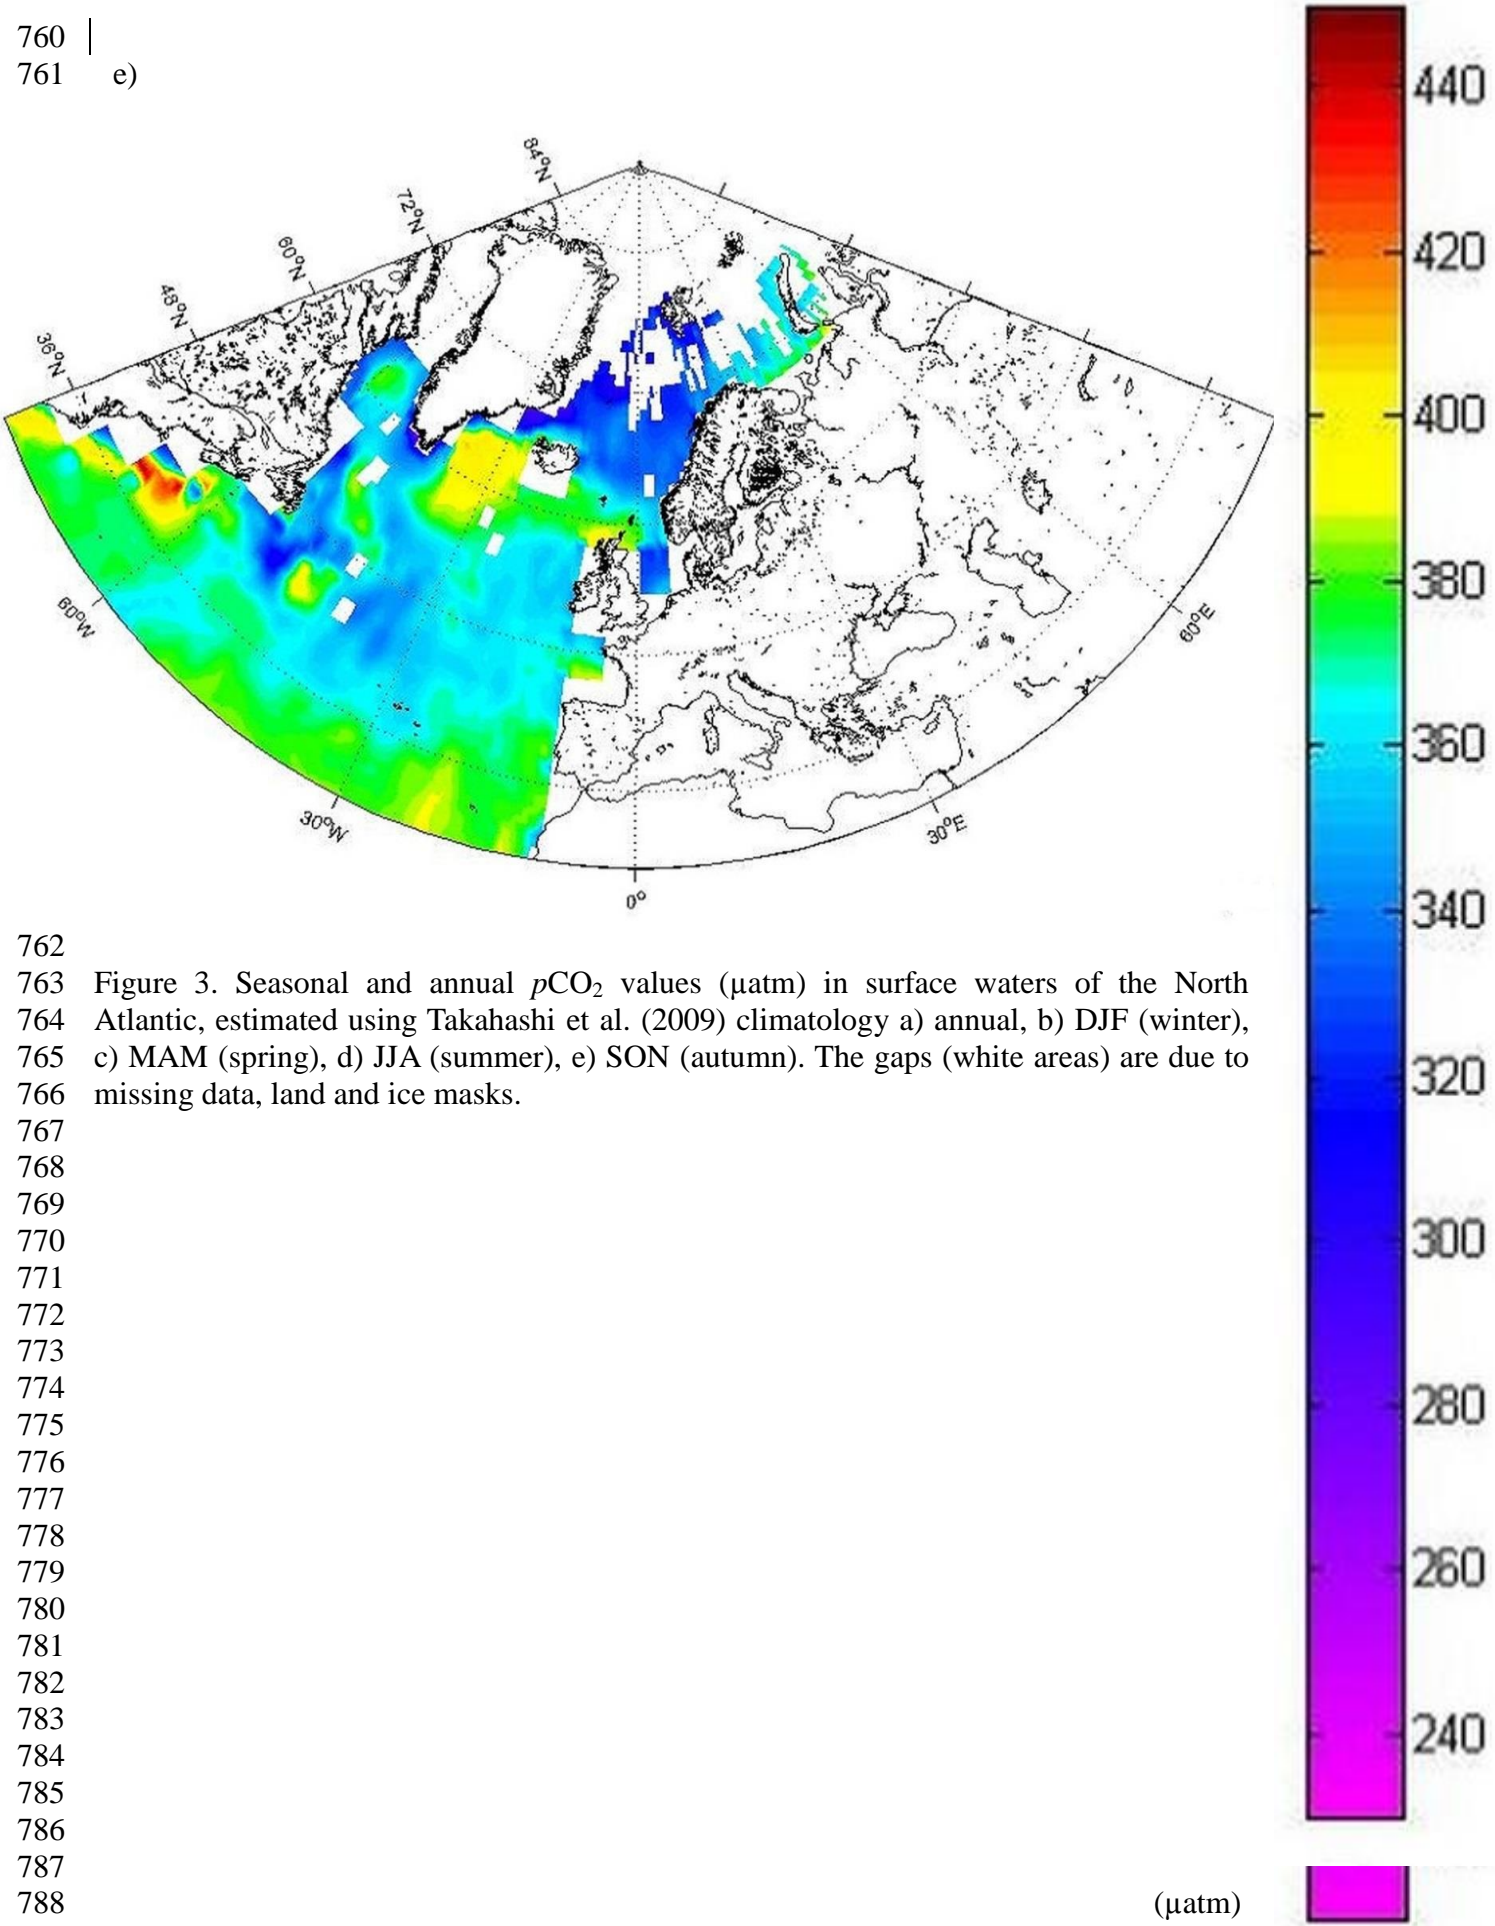 760
761 e)
84°N
72°N
60°N
48°N
36°N
60°W
30°W
0°
30°E
60°E
440
420
400
380
360
340
320
300
280
260
240
762
763 Figure 3. Seasonal and annual pCO₂ values (µatm) in surface waters of the North
764 Atlantic, estimated using Takahashi et al. (2009) climatology a) annual, b) DJF (winter),
765 c) MAM (spring), d) JJA (summer), e) SON (autumn). The gaps (white areas) are due to
766 missing data, land and ice masks.
767
768
769
770
771
772
773
774
775
776
777
778
779
780
781
782
783
784
785
786
787
788 (µatm)